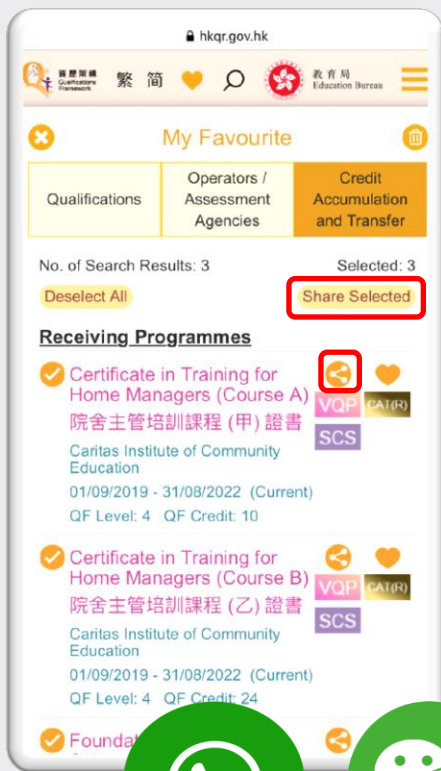 hkqr.gov.hk
資歷架構
Qualifications
Framework
繁 简
教育局
Education Bureau
My Favourite
Qualifications
Operators /
Assessment
Agencies
Credit
Accumulation
and Transfer
No. of Search Results: 3
Selected: 3
Deselect All
Share Selected
Receiving Programmes
Certificate in Training for
Home Managers (Course A)
院舍主管培訓課程 (甲) 證書
VQP
CAT(R)
SCS
Caritas Institute of Community
Education
01/09/2019 - 31/08/2022 (Current)
QF Level: 4 QF Credit: 10
Certificate in Training for
Home Managers (Course B)
院舍主管培訓課程 (乙) 證書
VQP
CAT(R)
SCS
Caritas Institute of Community
Education
01/09/2019 - 31/08/2022 (Current)
QF Level: 4 QF Credit: 24